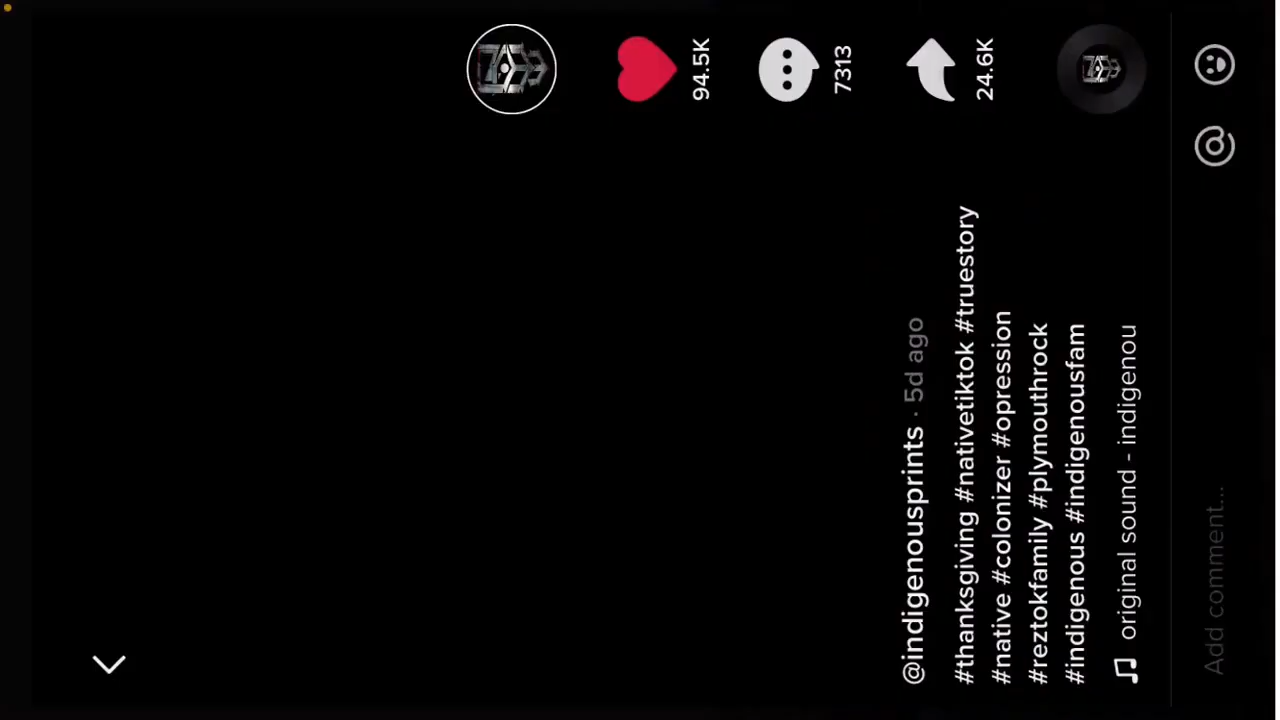 94.5K
7313
24.6K
@indigenousprints · 5d ago
#thanksgiving #nativetiktok #truestory
#native #colonizer #opression
#reztokfamily #plymouthrock
#indigenous #indigenousfam
original sound - indigenou
Add comment...